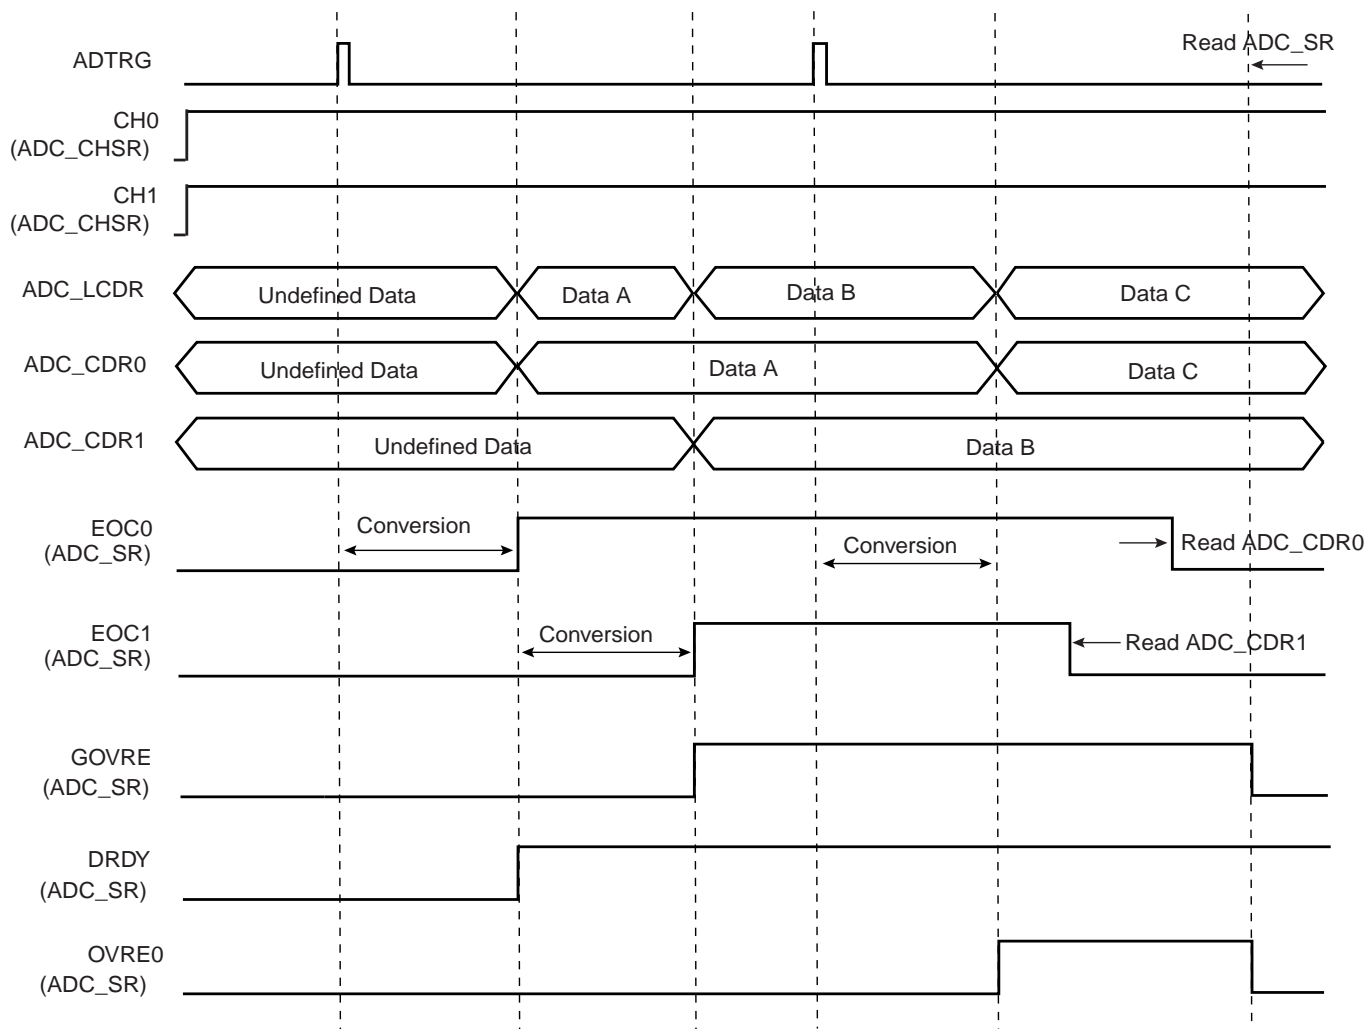 ADTRG
Read ADC_SR
CH0
(ADC_CHSR)
CH1
(ADC_CHSR)
ADC_LCDR
Undefined Data
Data A
Data B
Data C
ADC_CDR0
Undefined Data
Data A
Data C
ADC_CDR1
Undefined Data
Data B
EOC0
(ADC_SR)
Conversion
Conversion
Read ADC_CDR0
EOC1
(ADC_SR)
Conversion
Read ADC_CDR1
GOVRE
(ADC_SR)
DRDY
(ADC_SR)
OVRE0
(ADC_SR)